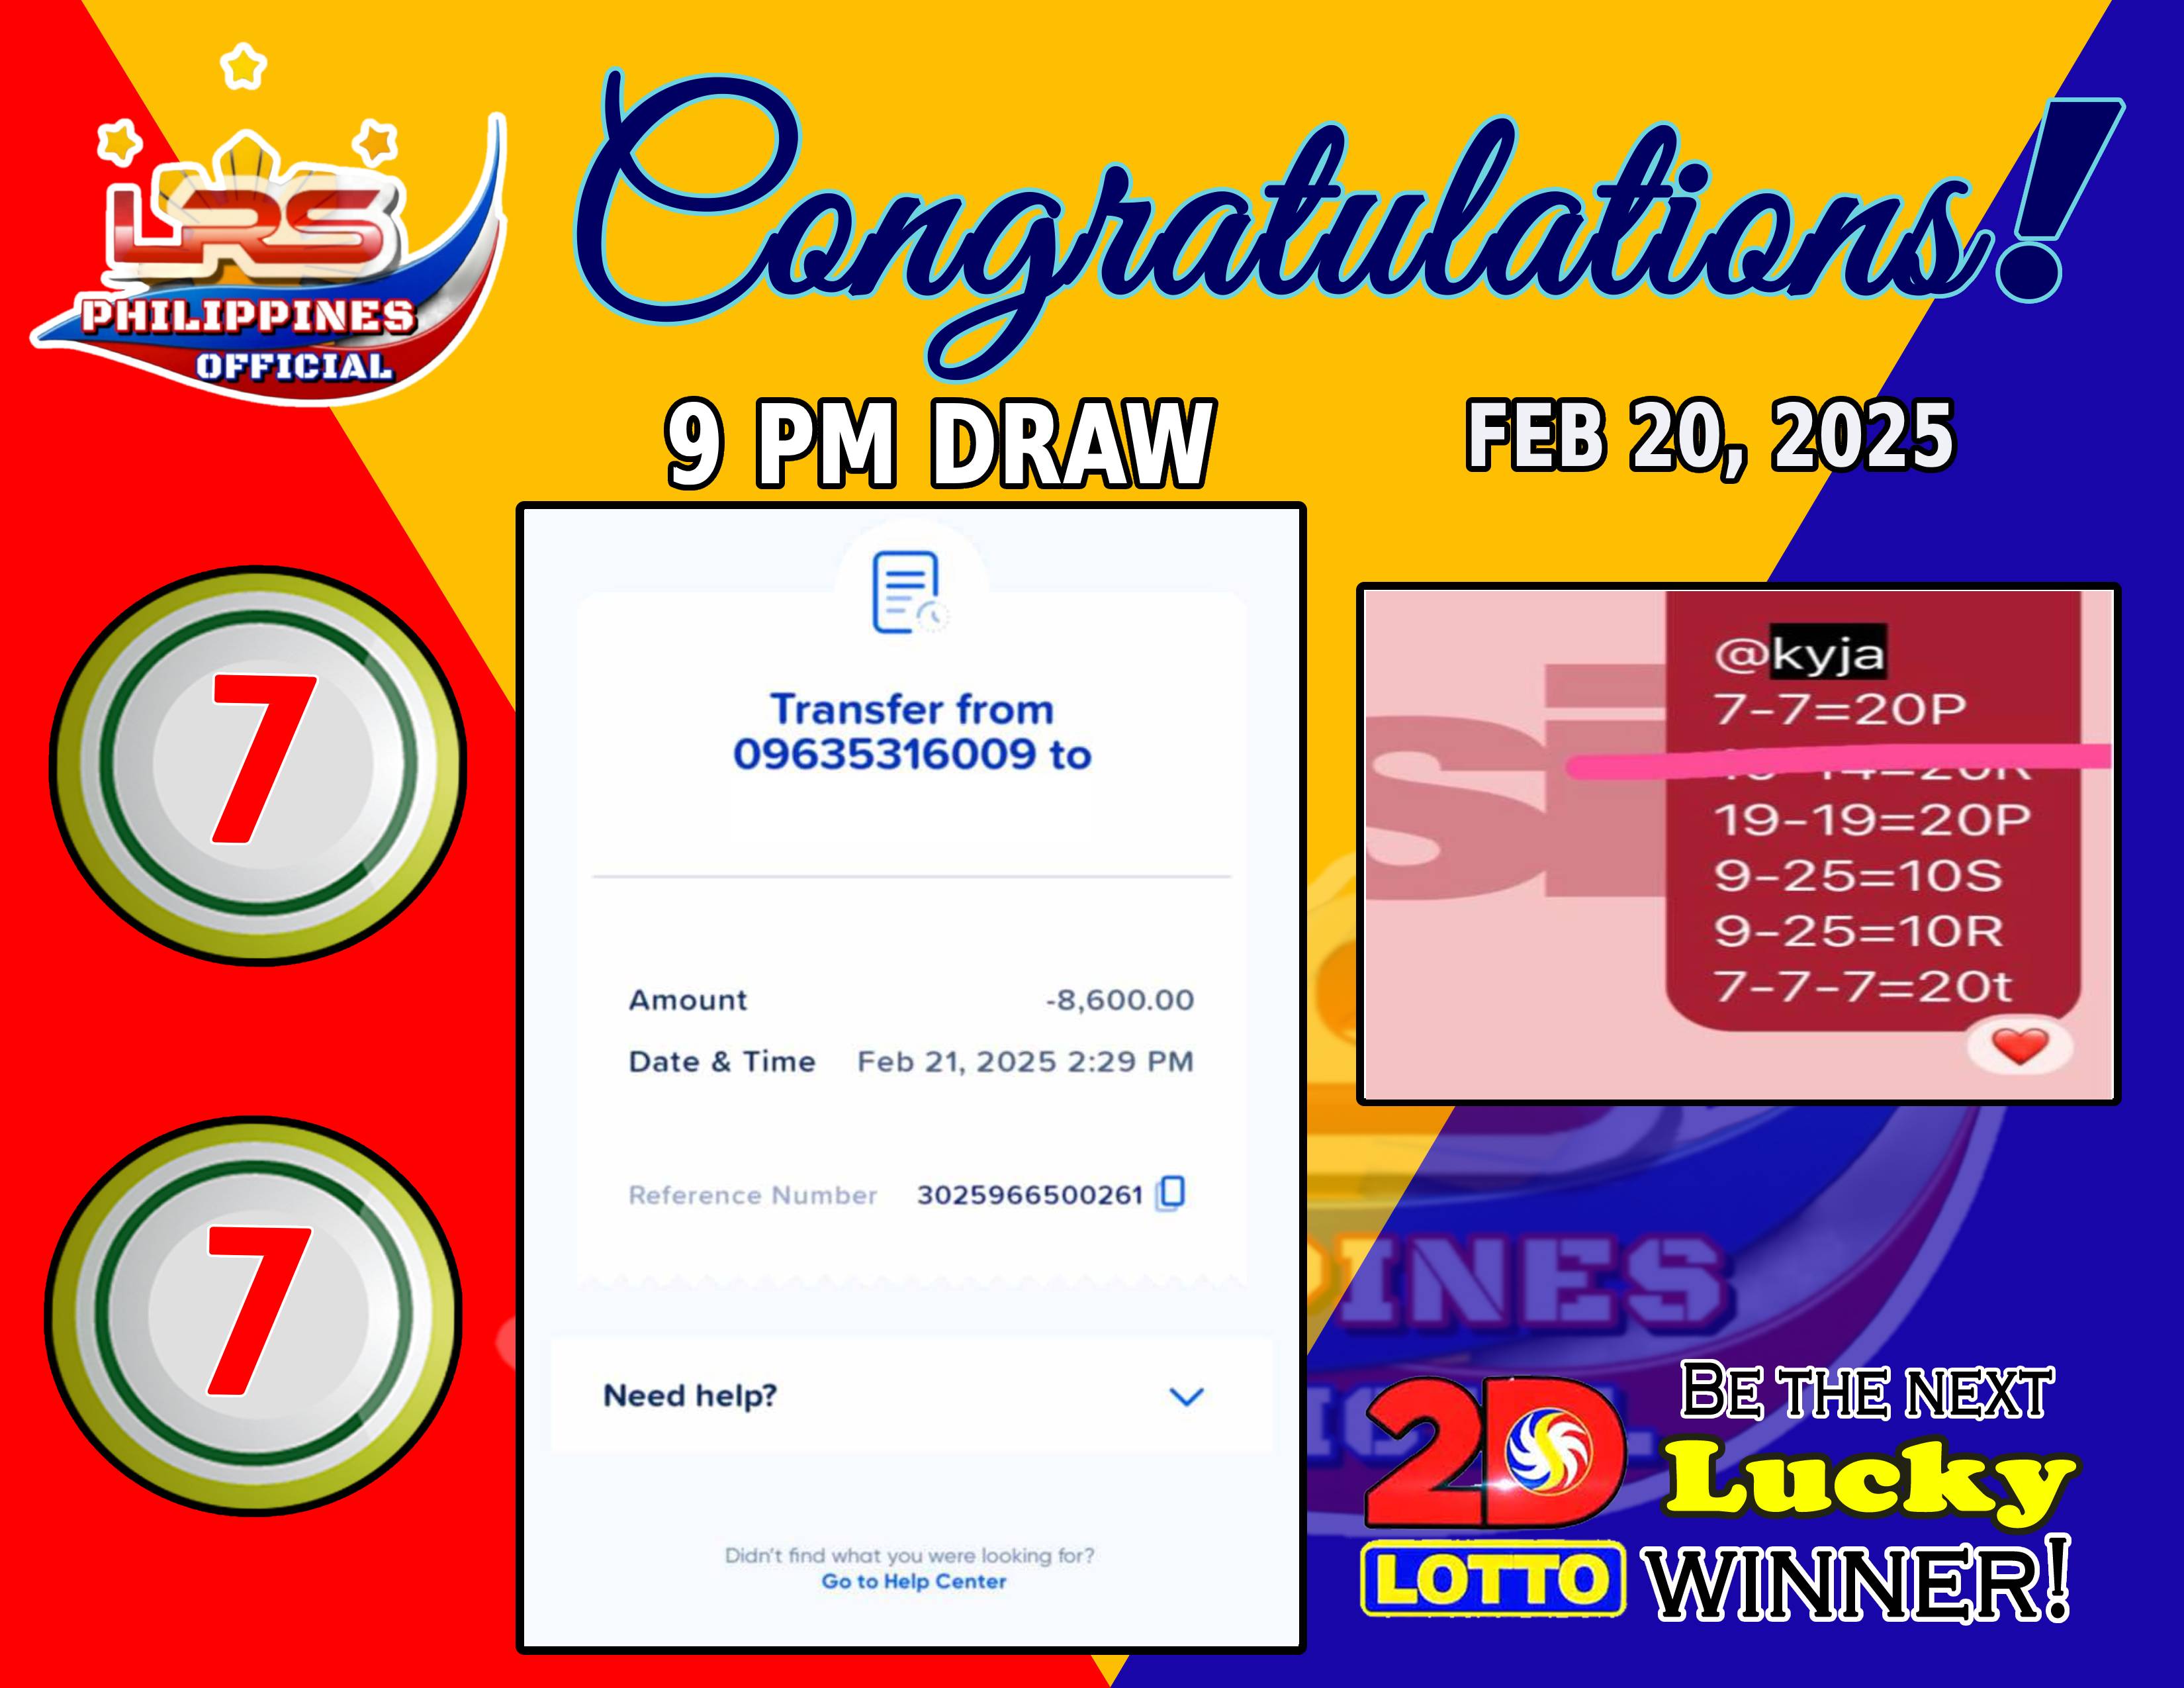 LRS
PHILIPPINES
OFFICIAL
Congratulations!
9 PM DRAW
FEB 20, 2025
7
7
Transfer from
09635316009 to
Amount -8,600.00
Date & Time Feb 21, 2025 2:29 PM
Reference Number 3025966500261
Need help?
Didn't find what you were looking for?
Go to Help Center
@kyja
7-7=20P
19-19=20P
9-25=10S
9-25=10R
7-7-7=20t
2D
LOTTO
BE THE NEXT
Lucky
WINNER!